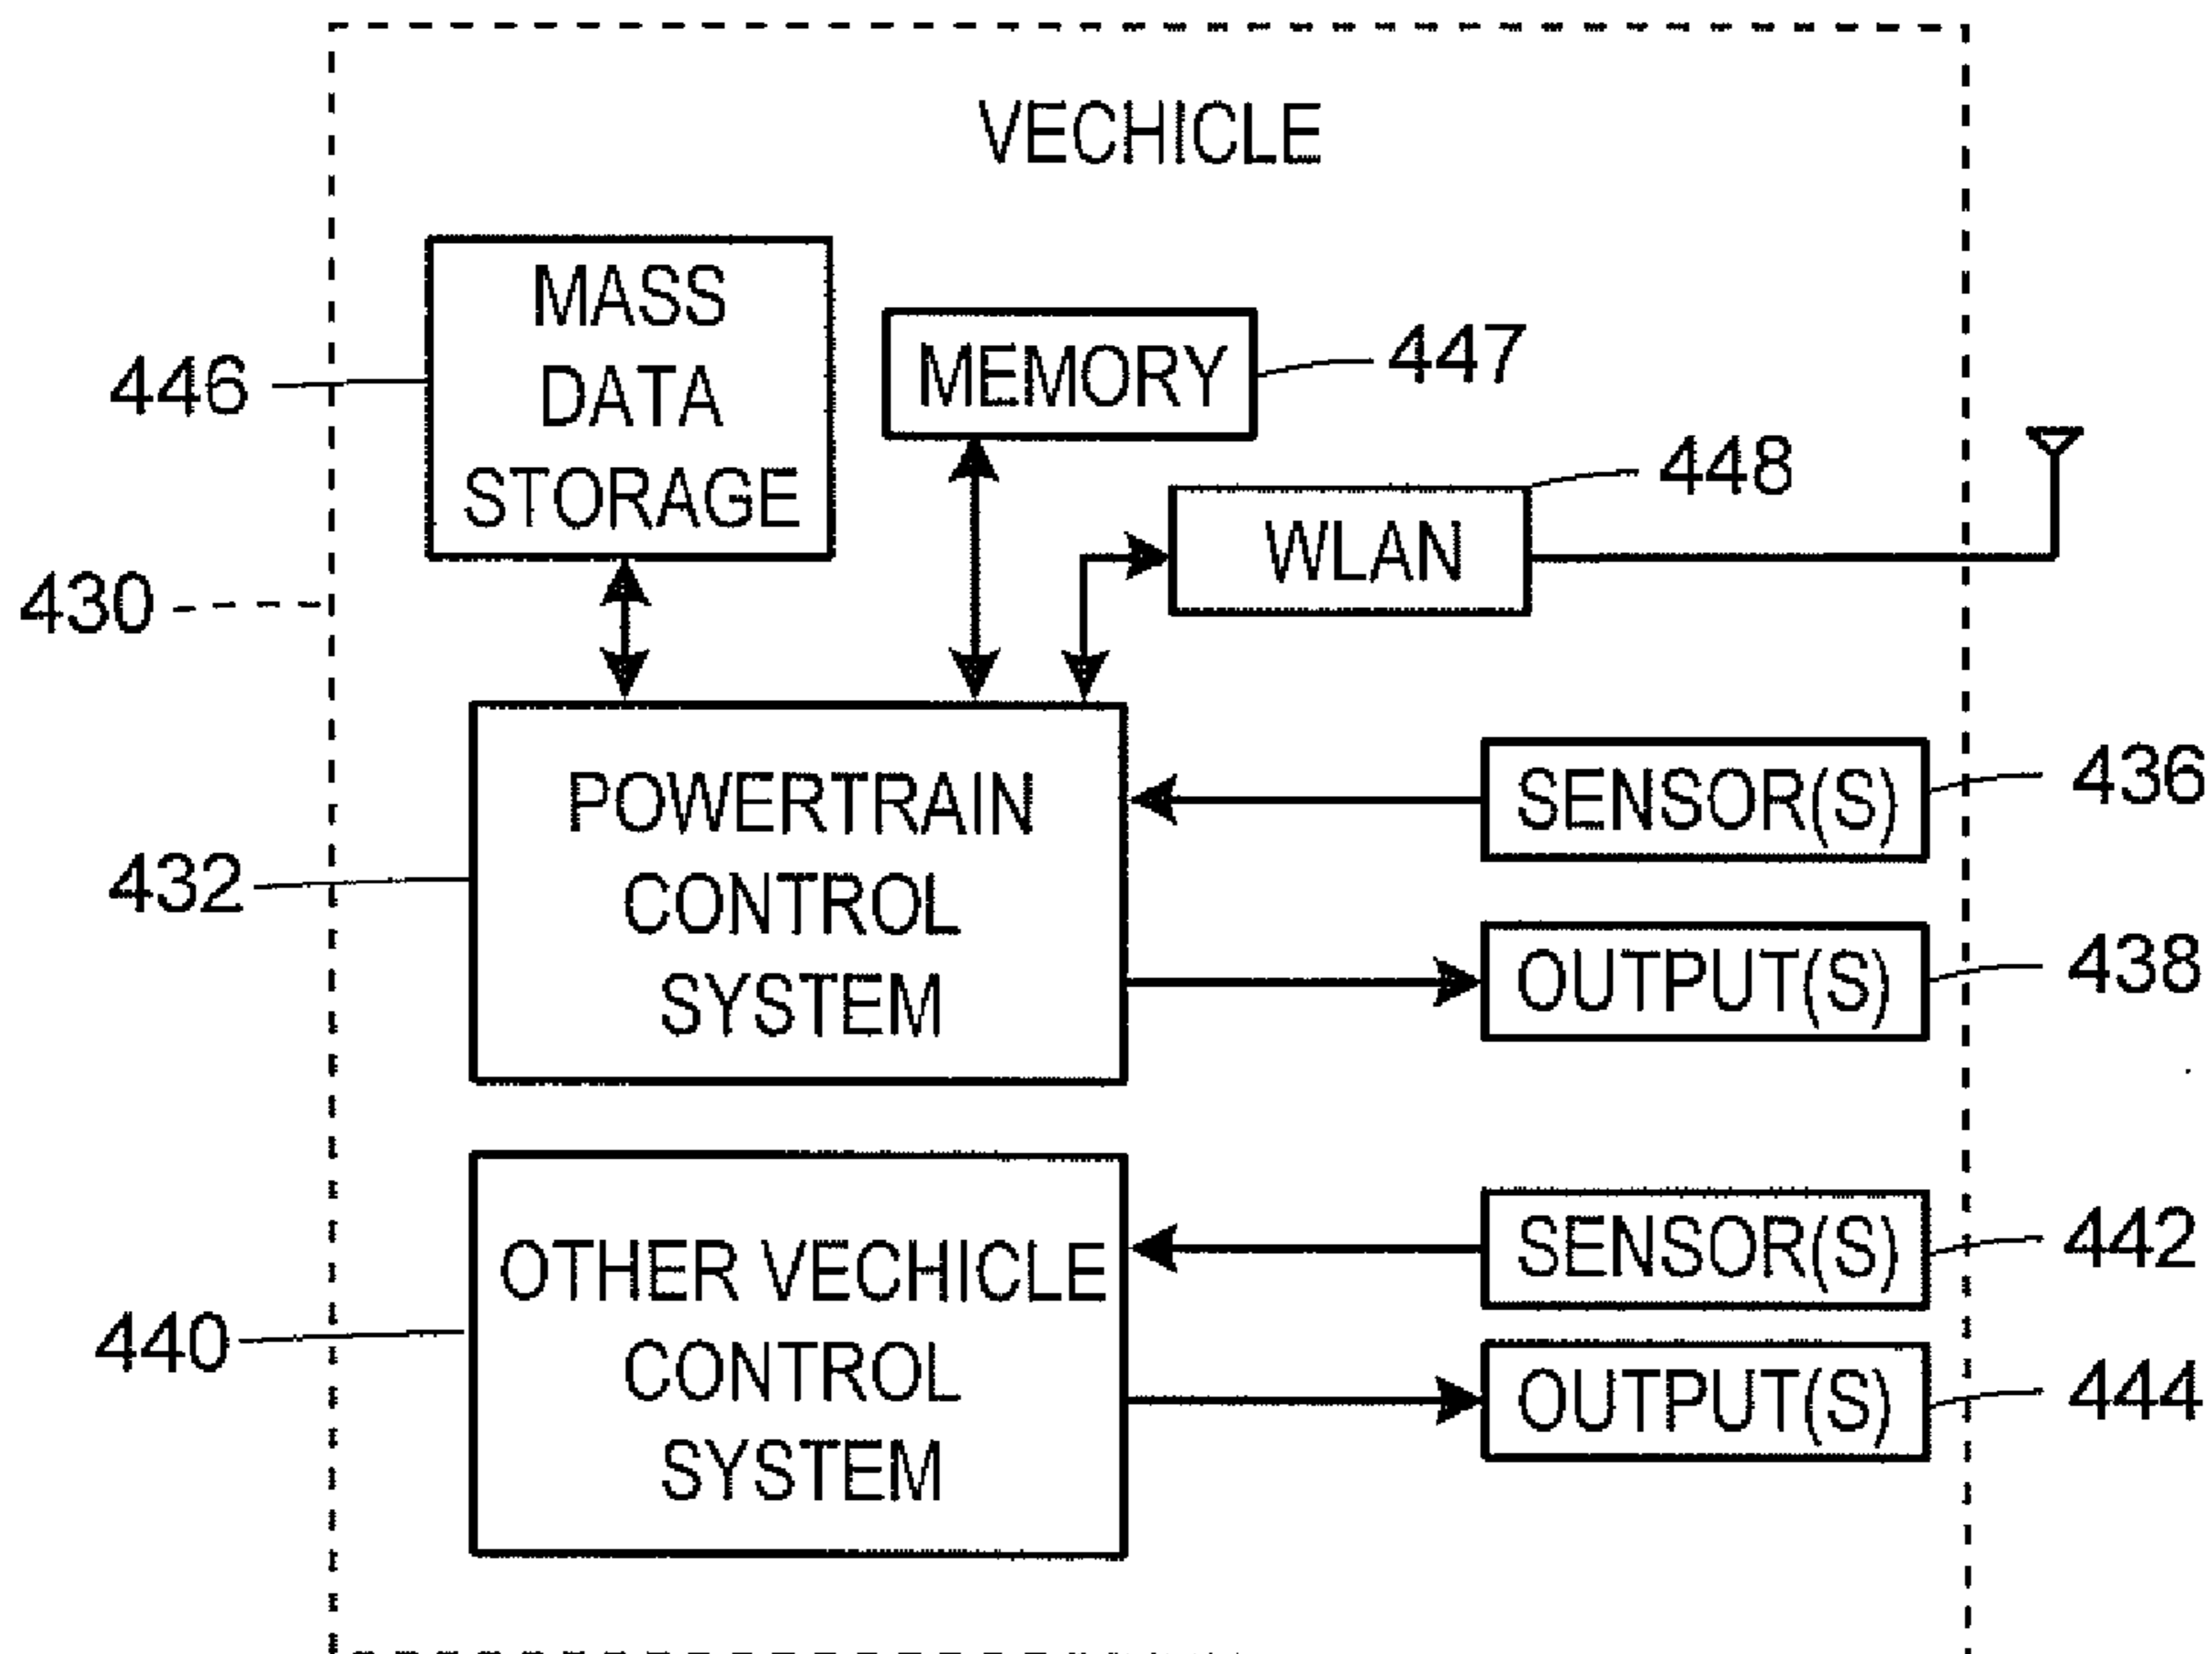 VECHICLE
MASS
DATA
STORAGE
446
MEMORY
447
448
WLAN
430
POWERTRAIN
CONTROL
SYSTEM
432
SENSOR(S)
436
OUTPUT(S)
438
OTHER VECHICLE
CONTROL
SYSTEM
440
SENSOR(S)
442
OUTPUT(S)
444